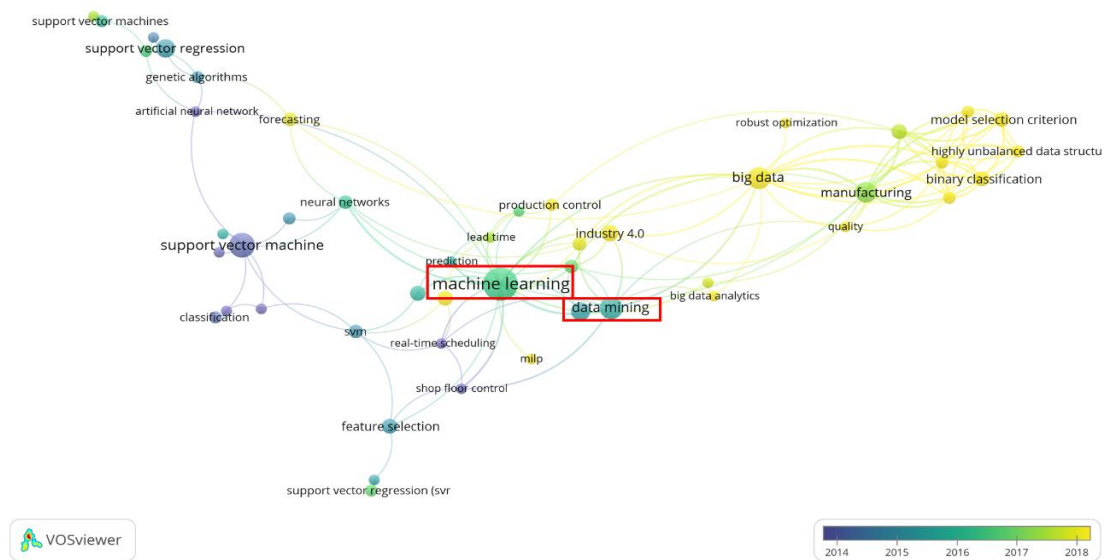 support vector machines
support vector regression
genetic algorithms
artificial neural network
forecasting
robust optimization
model selection criterion
highly unbalanced data structu
big data
binary classification
manufacturing
neural networks
production control
quality
lead time
industry 4.0
support vector machine
prediction
machine learning
big data analytics
data mining
classification
svm
real-time scheduling
milp
shop floor control
feature selection
support vector regression (svr
VOSviewer
2014 2015 2016 2017 2018